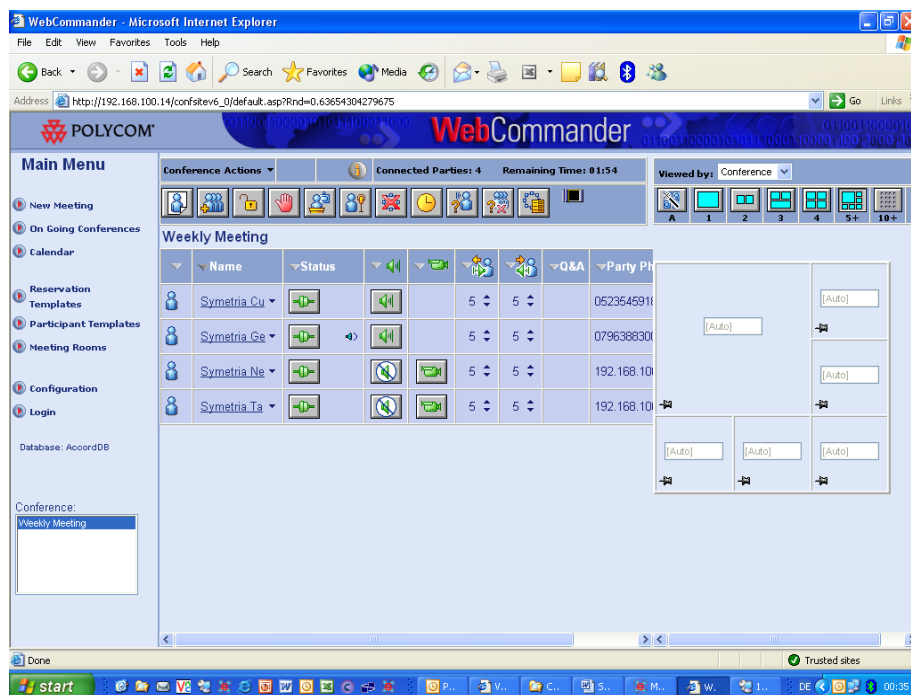 WebCommander - Microsoft Internet Explorer
File Edit View Favorites Tools Help
Back Search Favorites Media
Address http://192.168.100.14/confsitev6_0/default.asp?Rnd=0.63654304279675 Go Links
POLYCOM WebCommander
Main Menu
Conference Actions Connected Parties: 4 Remaining Time: 01:54 Viewed by: Conference
New Meeting
A 1 2 3 4 5+ 10+
On Going Conferences
Weekly Meeting
Calendar
Name Status Q&A Party Ph
Reservation
Templates
Symetria Cu 5 5 0523545918
[Auto]
Participant Templates
[Auto]
Symetria Ge 5 5 0796388300
Meeting Rooms
Symetria Ne 5 5 192.168.10
[Auto]
Configuration
Symetria Ta 5 5 192.168.10
Login
Database: AccordDB
[Auto] [Auto] [Auto]
Conference:
Weekly Meeting
Done Trusted sites
start P.. V.. C.. S.. M.. W. 1.. DE 00:35